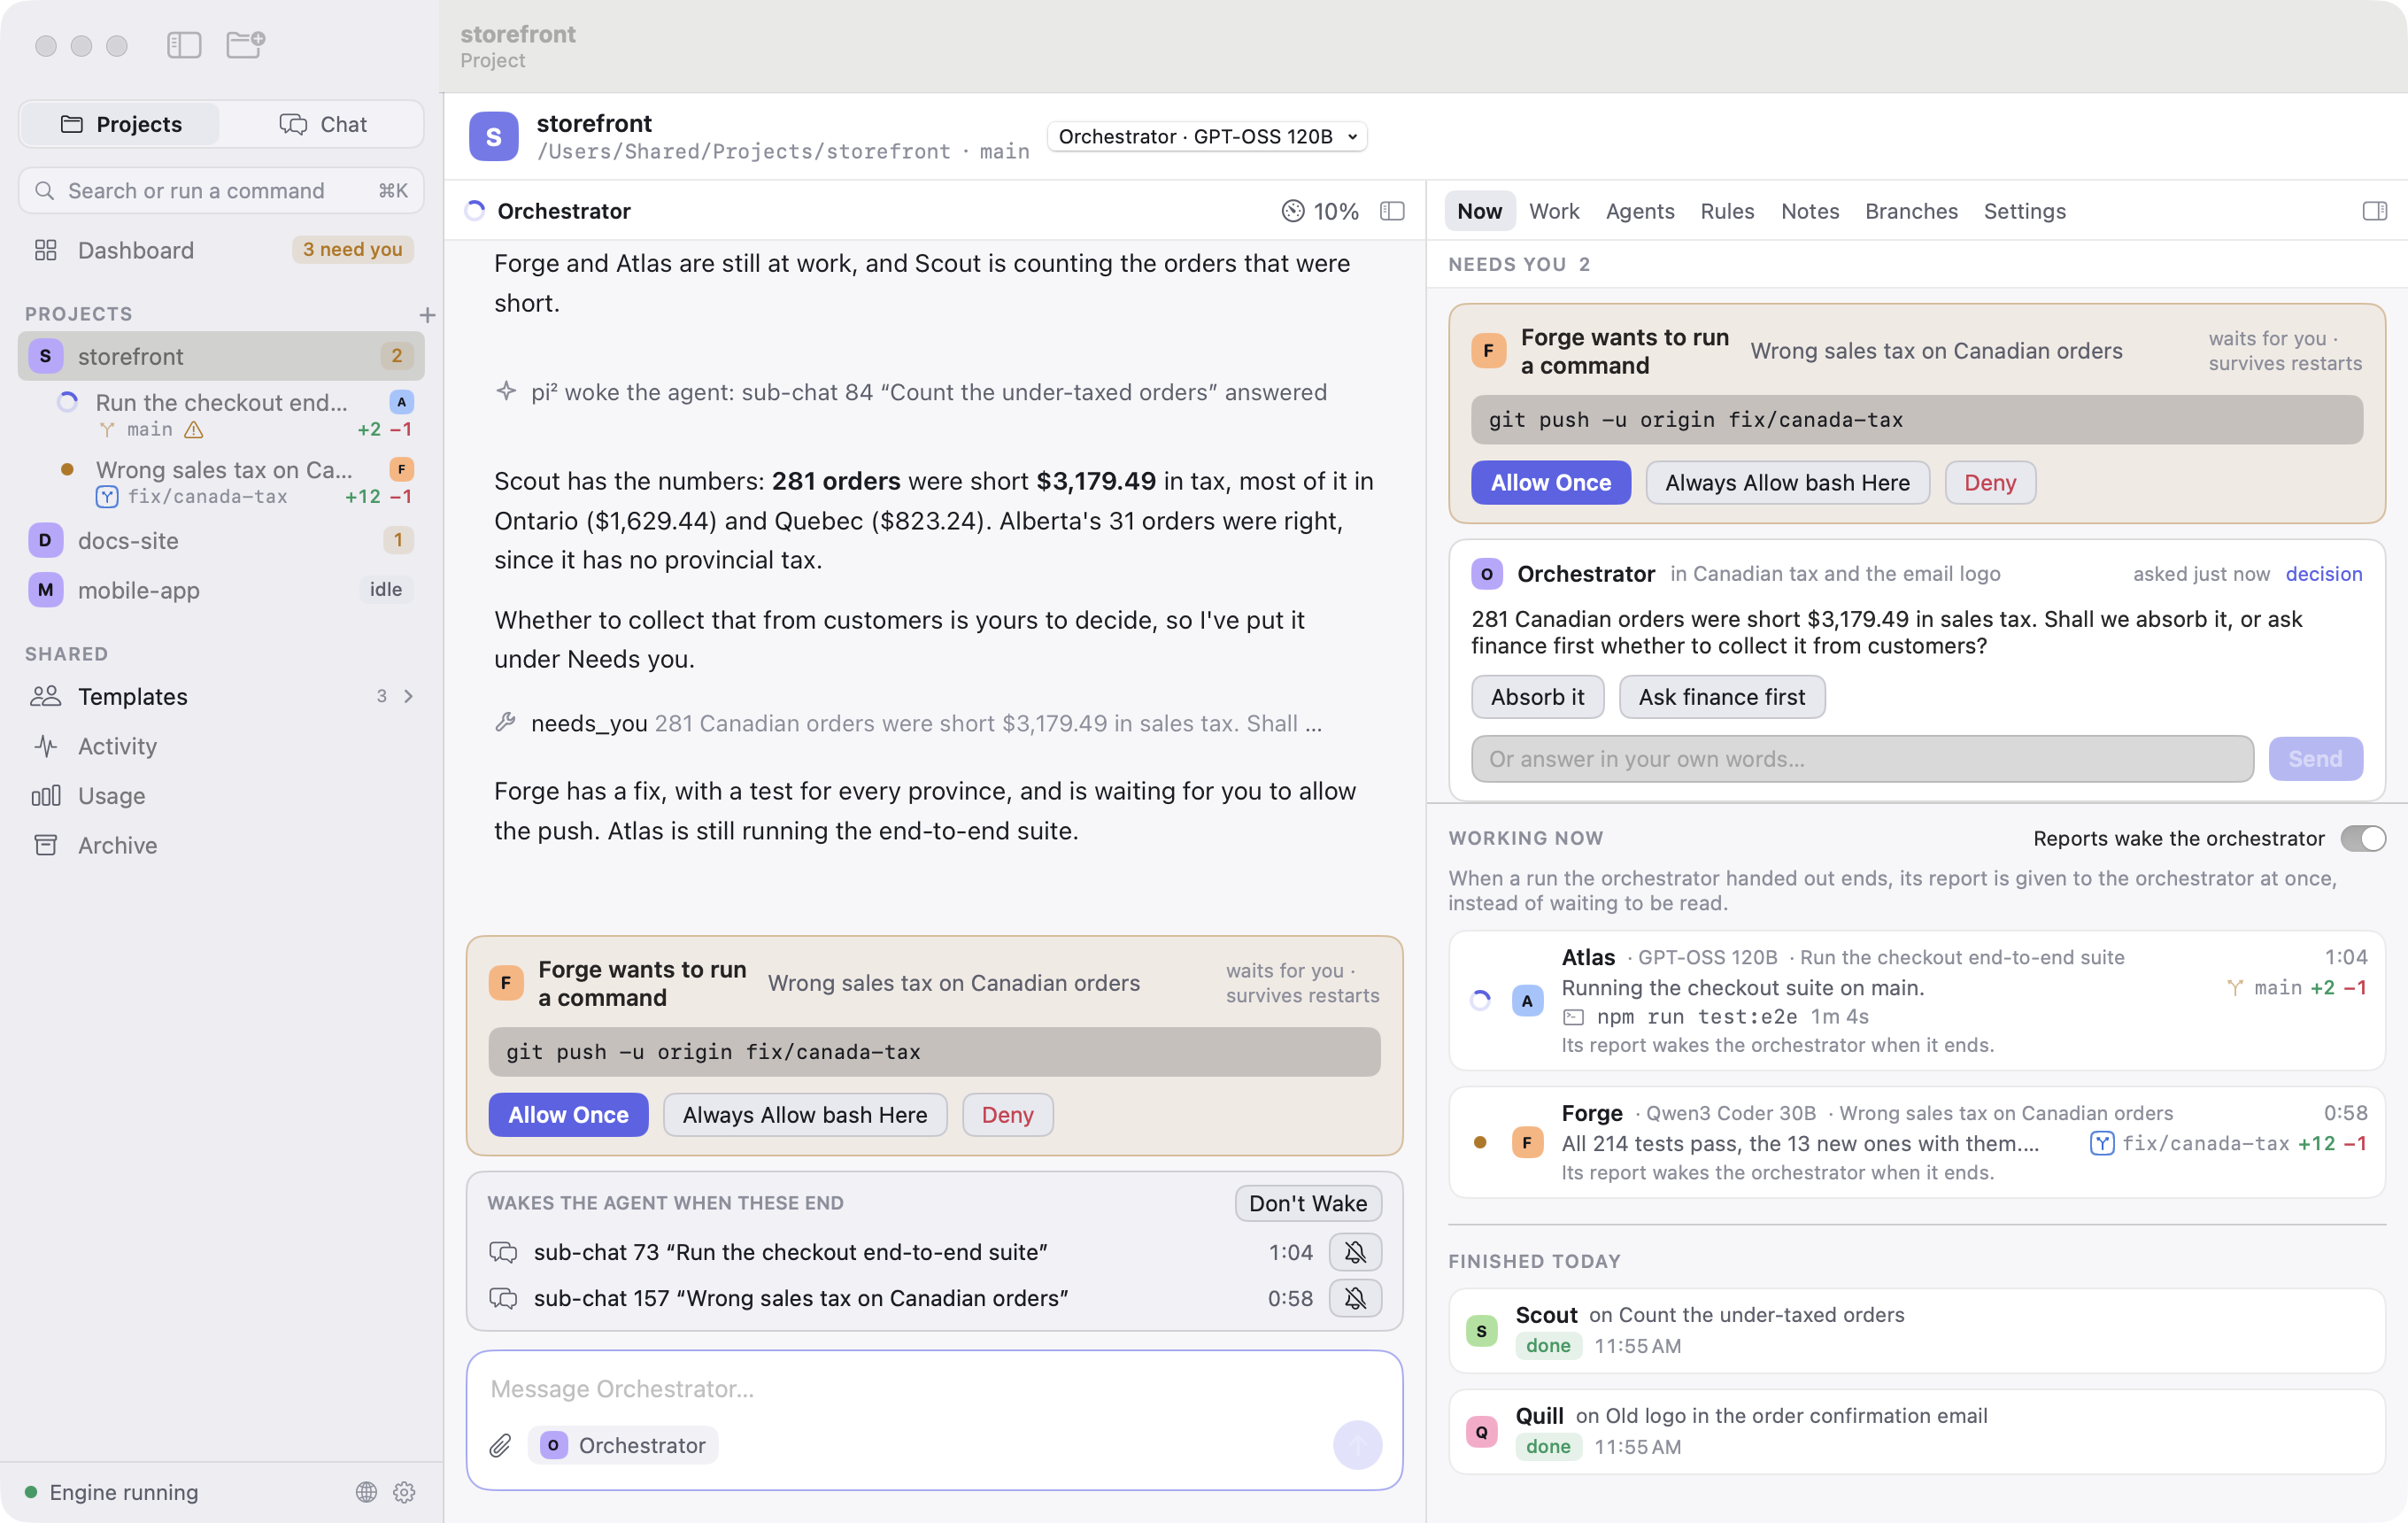 storefront
Project
Projects
Chat
Search or run a command
⌘K
Dashboard
3 need you
PROJECTS
S
storefront
2
Run the checkout end...
A
main
+2 −1
Wrong sales tax on Ca...
F
fix/canada-tax
+12 −1
D
docs-site
1
M
mobile-app
idle
SHARED
Templates
3
Activity
Usage
Archive
Engine running
S
storefront
/Users/Shared/Projects/storefront · main
Orchestrator · GPT-OSS 120B
Orchestrator
10%
Forge and Atlas are still at work, and Scout is counting the orders that were
short.
pi² woke the agent: sub-chat 84 “Count the under-taxed orders” answered
Scout has the numbers: 281 orders were short $3,179.49 in tax, most of it in
Ontario ($1,629.44) and Quebec ($823.24). Alberta's 31 orders were right,
since it has no provincial tax.
Whether to collect that from customers is yours to decide, so I've put it
under Needs you.
needs_you 281 Canadian orders were short $3,179.49 in sales tax. Shall ...
Forge has a fix, with a test for every province, and is waiting for you to allow
the push. Atlas is still running the end-to-end suite.
F
Forge wants to run
a command
Wrong sales tax on Canadian orders
waits for you ·
survives restarts
git push -u origin fix/canada-tax
Allow Once
Always Allow bash Here
Deny
WAKES THE AGENT WHEN THESE END
Don't Wake
sub-chat 73 “Run the checkout end-to-end suite”
1:04
sub-chat 157 “Wrong sales tax on Canadian orders”
0:58
Message Orchestrator...
O
Orchestrator
Now
Work
Agents
Rules
Notes
Branches
Settings
NEEDS YOU 2
F
Forge wants to run
a command
Wrong sales tax on Canadian orders
waits for you ·
survives restarts
git push -u origin fix/canada-tax
Allow Once
Always Allow bash Here
Deny
O
Orchestrator
in Canadian tax and the email logo
asked just now
decision
281 Canadian orders were short $3,179.49 in sales tax. Shall we absorb it, or ask
finance first whether to collect it from customers?
Absorb it
Ask finance first
Or answer in your own words...
Send
WORKING NOW
Reports wake the orchestrator
When a run the orchestrator handed out ends, its report is given to the orchestrator at once,
instead of waiting to be read.
A
Atlas · GPT-OSS 120B · Run the checkout end-to-end suite
1:04
Running the checkout suite on main.
main +2 −1
npm run test:e2e 1m 4s
Its report wakes the orchestrator when it ends.
F
Forge · Qwen3 Coder 30B · Wrong sales tax on Canadian orders
0:58
All 214 tests pass, the 13 new ones with them....
fix/canada-tax +12 −1
Its report wakes the orchestrator when it ends.
FINISHED TODAY
S
Scout on Count the under-taxed orders
done
11:55 AM
Q
Quill on Old logo in the order confirmation email
done
11:55 AM